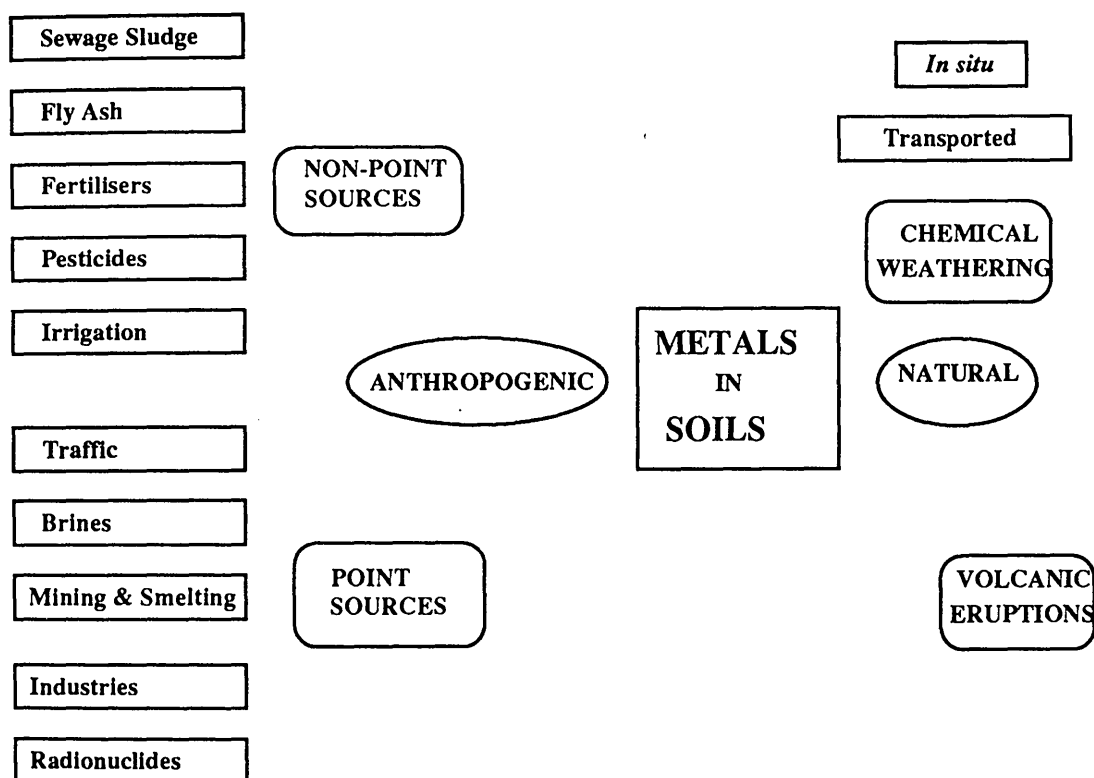 Sewage Sludge
Fly Ash
Fertilisers
Pesticides
Irrigation
Traffic
Brines
Mining & Smelting
Industries
Radionuclides
NON-POINT
SOURCES
ANTHROPOGENIC
POINT
SOURCES
METALS
IN
SOILS
In situ
Transported
CHEMICAL
WEATHERING
NATURAL
VOLCANIC
ERUPTIONS